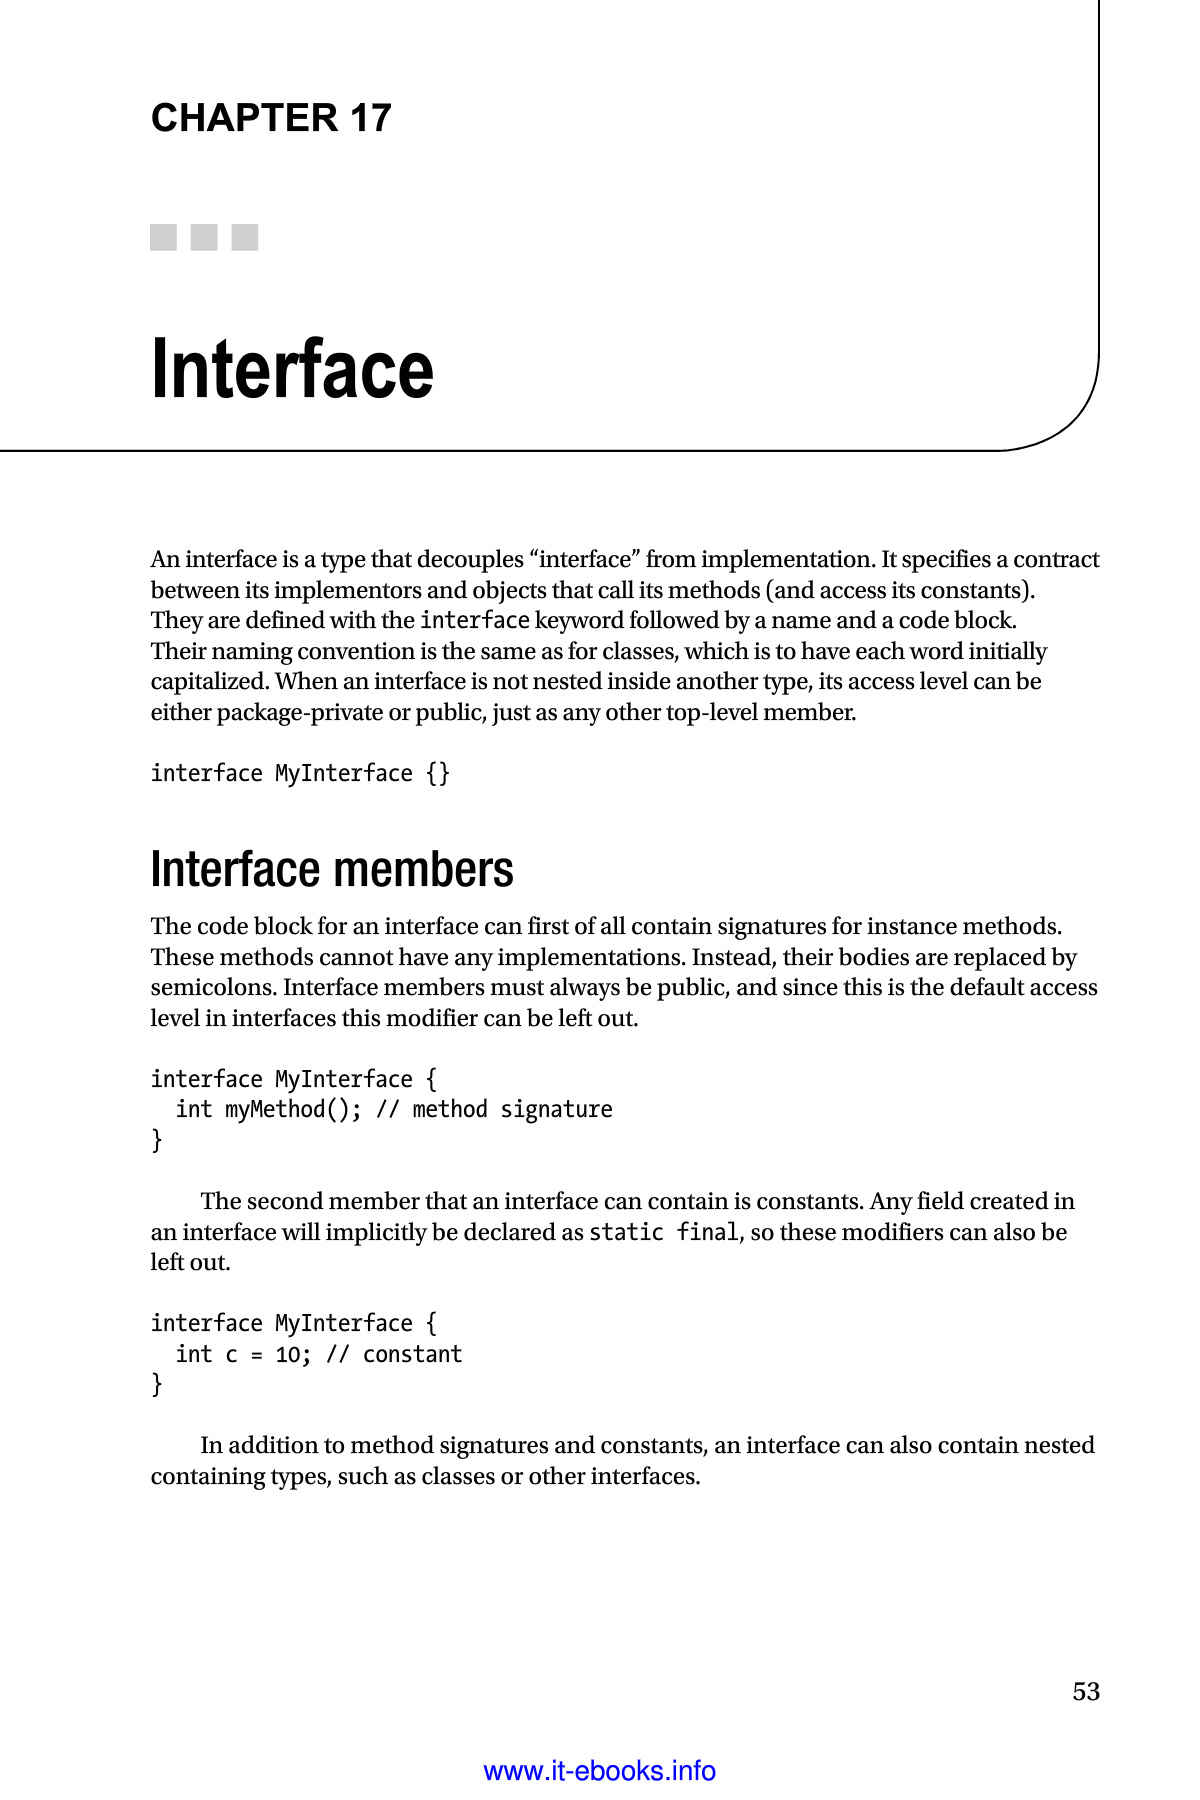 CHAPTER 17
Interface
An interface is a type that decouples “interface” from implementation. It specifies a contract
between its implementors and objects that call its methods (and access its constants).
They are defined with the interface keyword followed by a name and a code block.
Their naming convention is the same as for classes, which is to have each word initially
capitalized. When an interface is not nested inside another type, its access level can be
either package-private or public, just as any other top-level member.
interface MyInterface {}
Interface members
The code block for an interface can first of all contain signatures for instance methods.
These methods cannot have any implementations. Instead, their bodies are replaced by
semicolons. Interface members must always be public, and since this is the default access
level in interfaces this modifier can be left out.
interface MyInterface {
  int myMethod(); // method signature
}
The second member that an interface can contain is constants. Any field created in
an interface will implicitly be declared as static final, so these modifiers can also be
left out.
interface MyInterface {
  int c = 10; // constant
}
In addition to method signatures and constants, an interface can also contain nested
containing types, such as classes or other interfaces.
53
www.it-ebooks.info